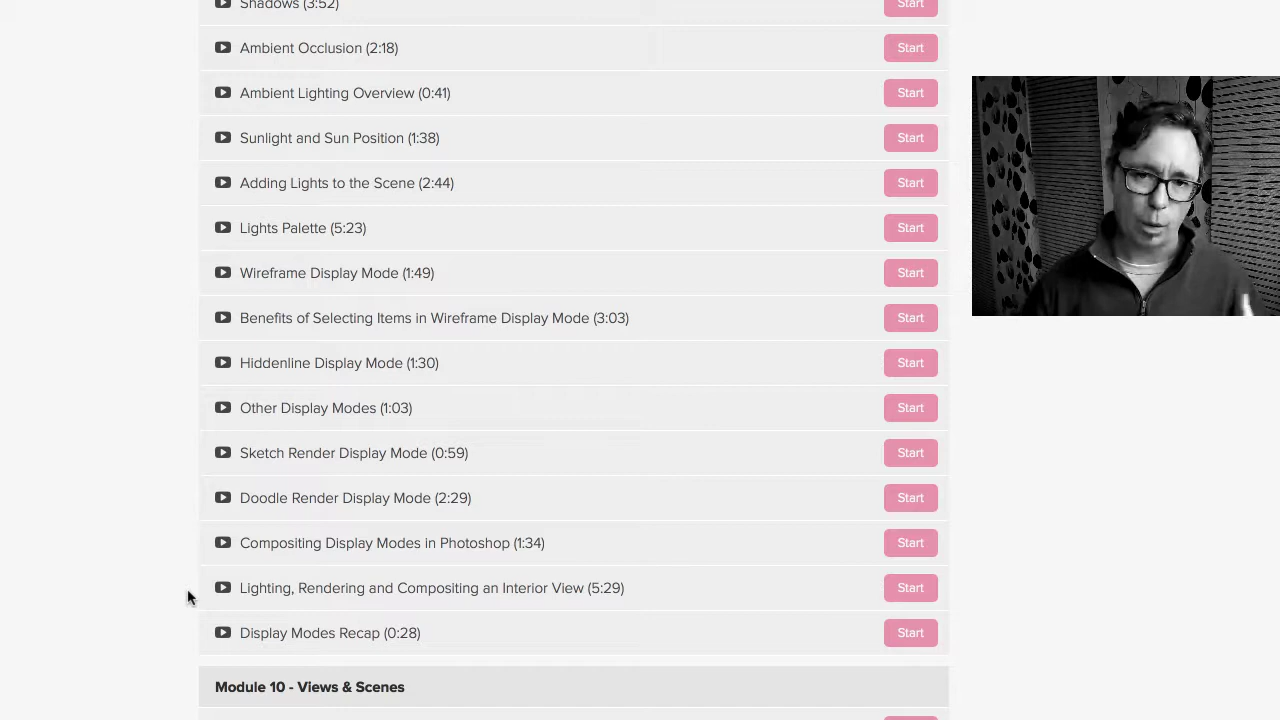 Shadows (3:52) Start
Ambient Occlusion (2:18) Start
Ambient Lighting Overview (0:41) Start
Sunlight and Sun Position (1:38) Start
Adding Lights to the Scene (2:44) Start
Lights Palette (5:23) Start
Wireframe Display Mode (1:49) Start
Benefits of Selecting Items in Wireframe Display Mode (3:03) Start
Hiddenline Display Mode (1:30) Start
Other Display Modes (1:03) Start
Sketch Render Display Mode (0:59) Start
Doodle Render Display Mode (2:29) Start
Compositing Display Modes in Photoshop (1:34) Start
Lighting, Rendering and Compositing an Interior View (5:29) Start
Display Modes Recap (0:28) Start
Module 10 - Views & Scenes